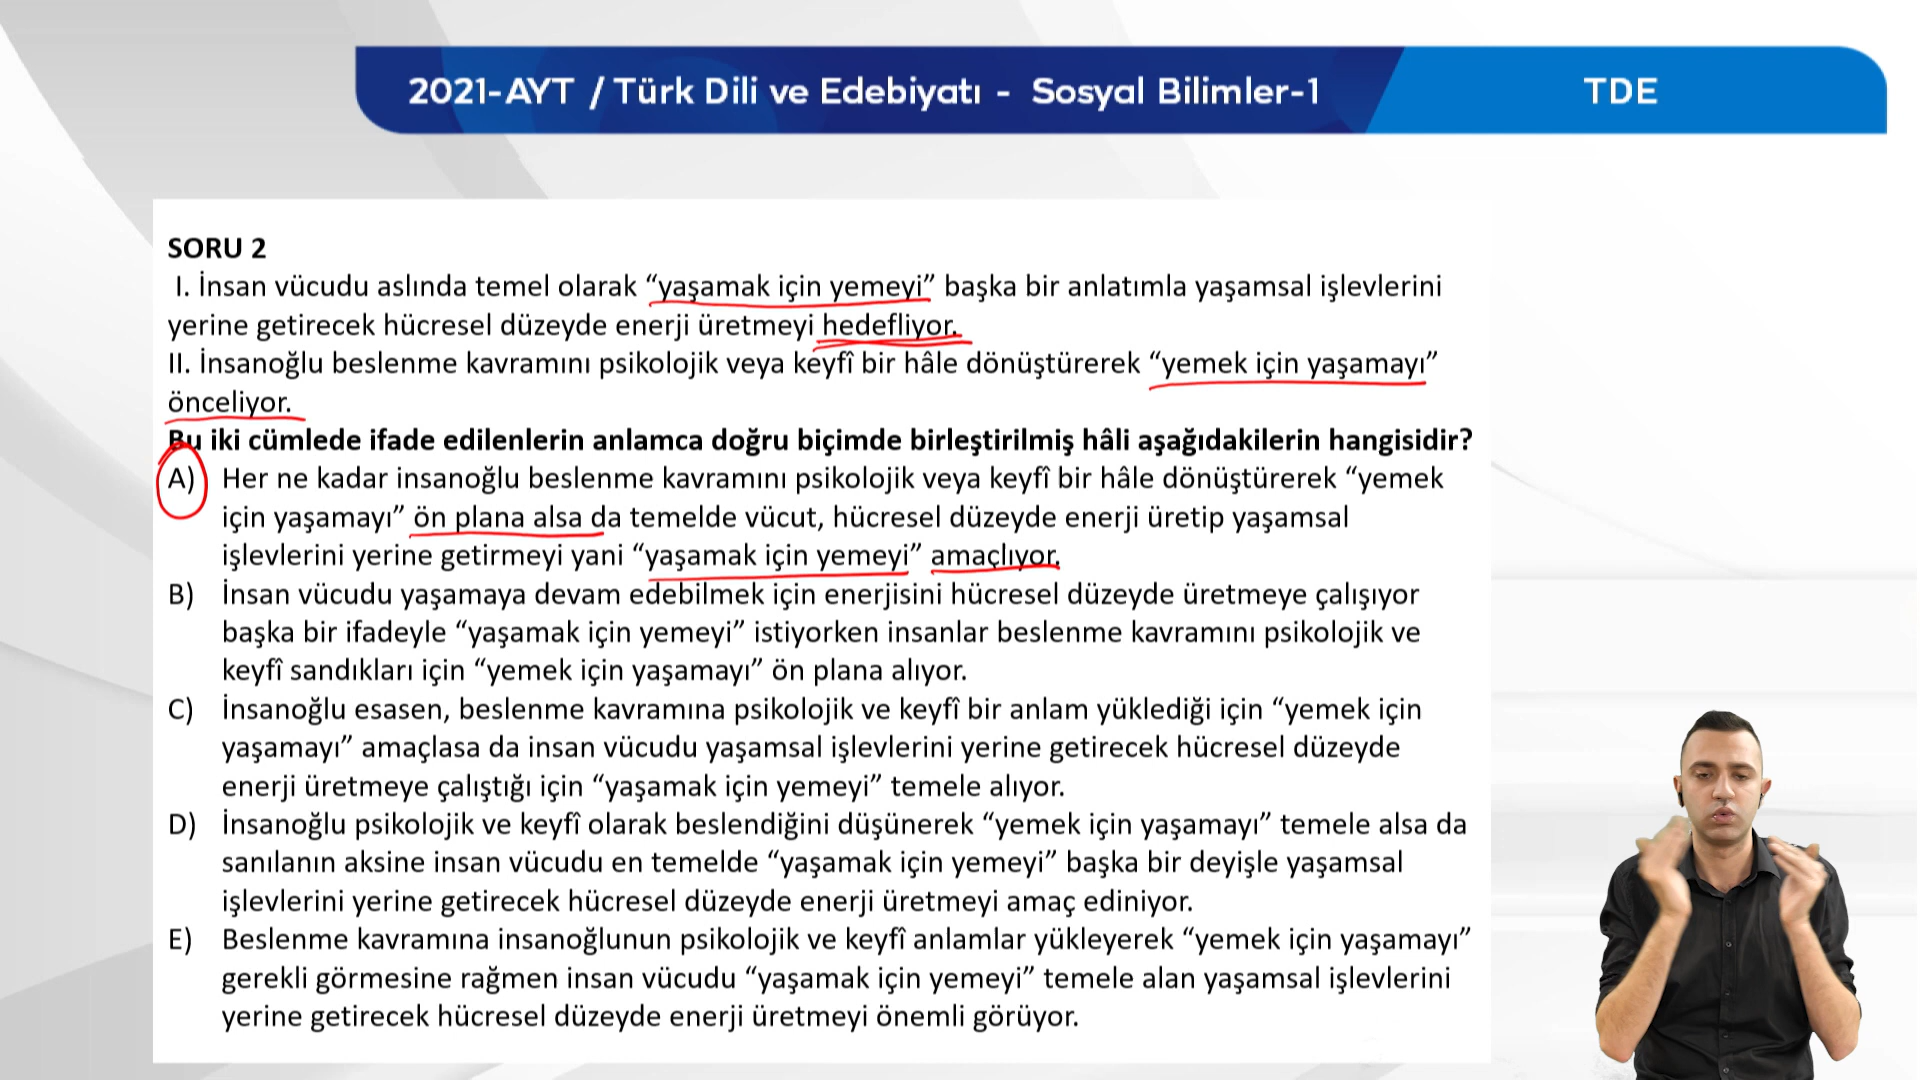 2021-AYT / Türk Dili ve Edebiyatı - Sosyal Bilimler-1
TDE
SORU 2
I. İnsan vücudu aslında temel olarak “yaşamak için yemeyi” başka bir anlatımla yaşamsal işlevlerini
yerine getirecek hücresel düzeyde enerji üretmeyi hedefliyor.
II. İnsanoğlu beslenme kavramını psikolojik veya keyfî bir hâle dönüştürerek “yemek için yaşamayı”
önceliyor.
Bu iki cümlede ifade edilenlerin anlamca doğru biçimde birleştirilmiş hâli aşağıdakilerin hangisidir?
A) Her ne kadar insanoğlu beslenme kavramını psikolojik veya keyfî bir hâle dönüştürerek “yemek
için yaşamayı” ön plana alsa da temelde vücut, hücresel düzeyde enerji üretip yaşamsal
işlevlerini yerine getirmeyi yani “yaşamak için yemeyi” amaçlıyor.
B) İnsan vücudu yaşamaya devam edebilmek için enerjisini hücresel düzeyde üretmeye çalışıyor
başka bir ifadeyle “yaşamak için yemeyi” istiyorken insanlar beslenme kavramını psikolojik ve
keyfî sandıkları için “yemek için yaşamayı” ön plana alıyor.
C) İnsanoğlu esasen, beslenme kavramına psikolojik ve keyfî bir anlam yüklediği için “yemek için
yaşamayı” amaçlasa da insan vücudu yaşamsal işlevlerini yerine getirecek hücresel düzeyde
enerji üretmeye çalıştığı için “yaşamak için yemeyi” temele alıyor.
D) İnsanoğlu psikolojik ve keyfî olarak beslendiğini düşünerek “yemek için yaşamayı” temele alsa da
sanılanın aksine insan vücudu en temelde “yaşamak için yemeyi” başka bir deyişle yaşamsal
işlevlerini yerine getirecek hücresel düzeyde enerji üretmeyi amaç ediniyor.
E) Beslenme kavramına insanoğlunun psikolojik ve keyfî anlamlar yükleyerek “yemek için yaşamayı”
gerekli görmesine rağmen insan vücudu “yaşamak için yemeyi” temele alan yaşamsal işlevlerini
yerine getirecek hücresel düzeyde enerji üretmeyi önemli görüyor.